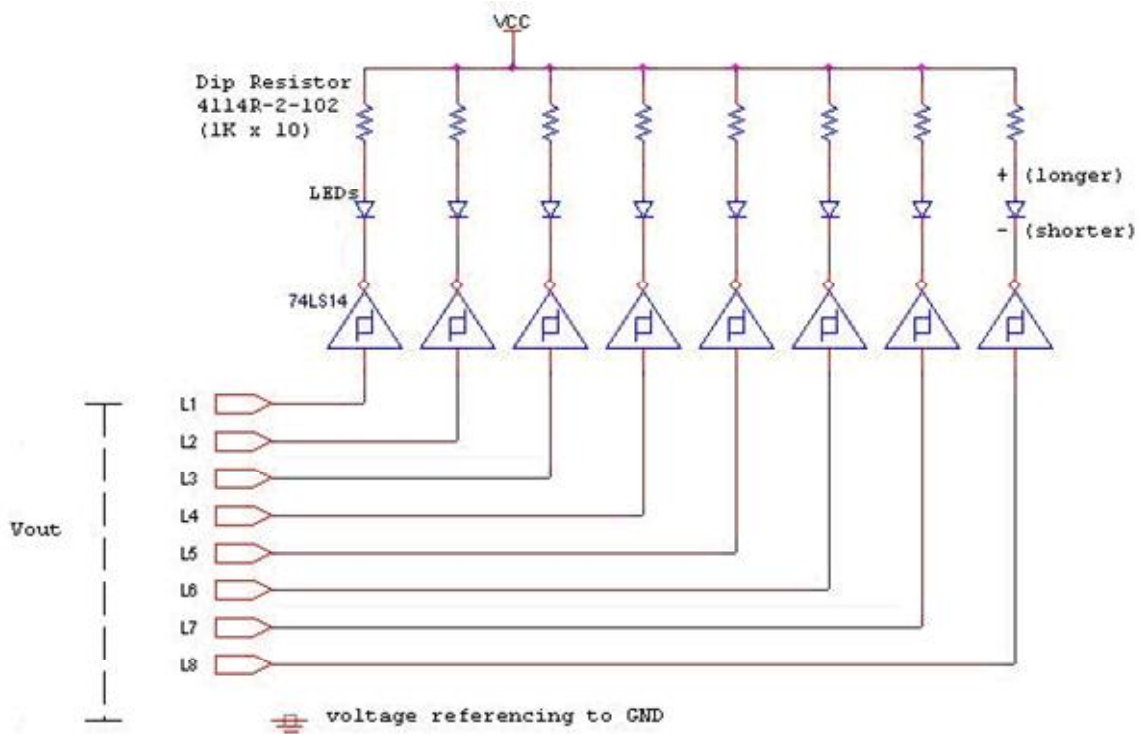 VCC
Dip Resistor
4114R-2-102
(1K x 10)
+ (longer)
LEDs
- (shorter)
74LS14
L1
L2
L3
L4
Vout
L5
L6
L7
L8
voltage referencing to GND